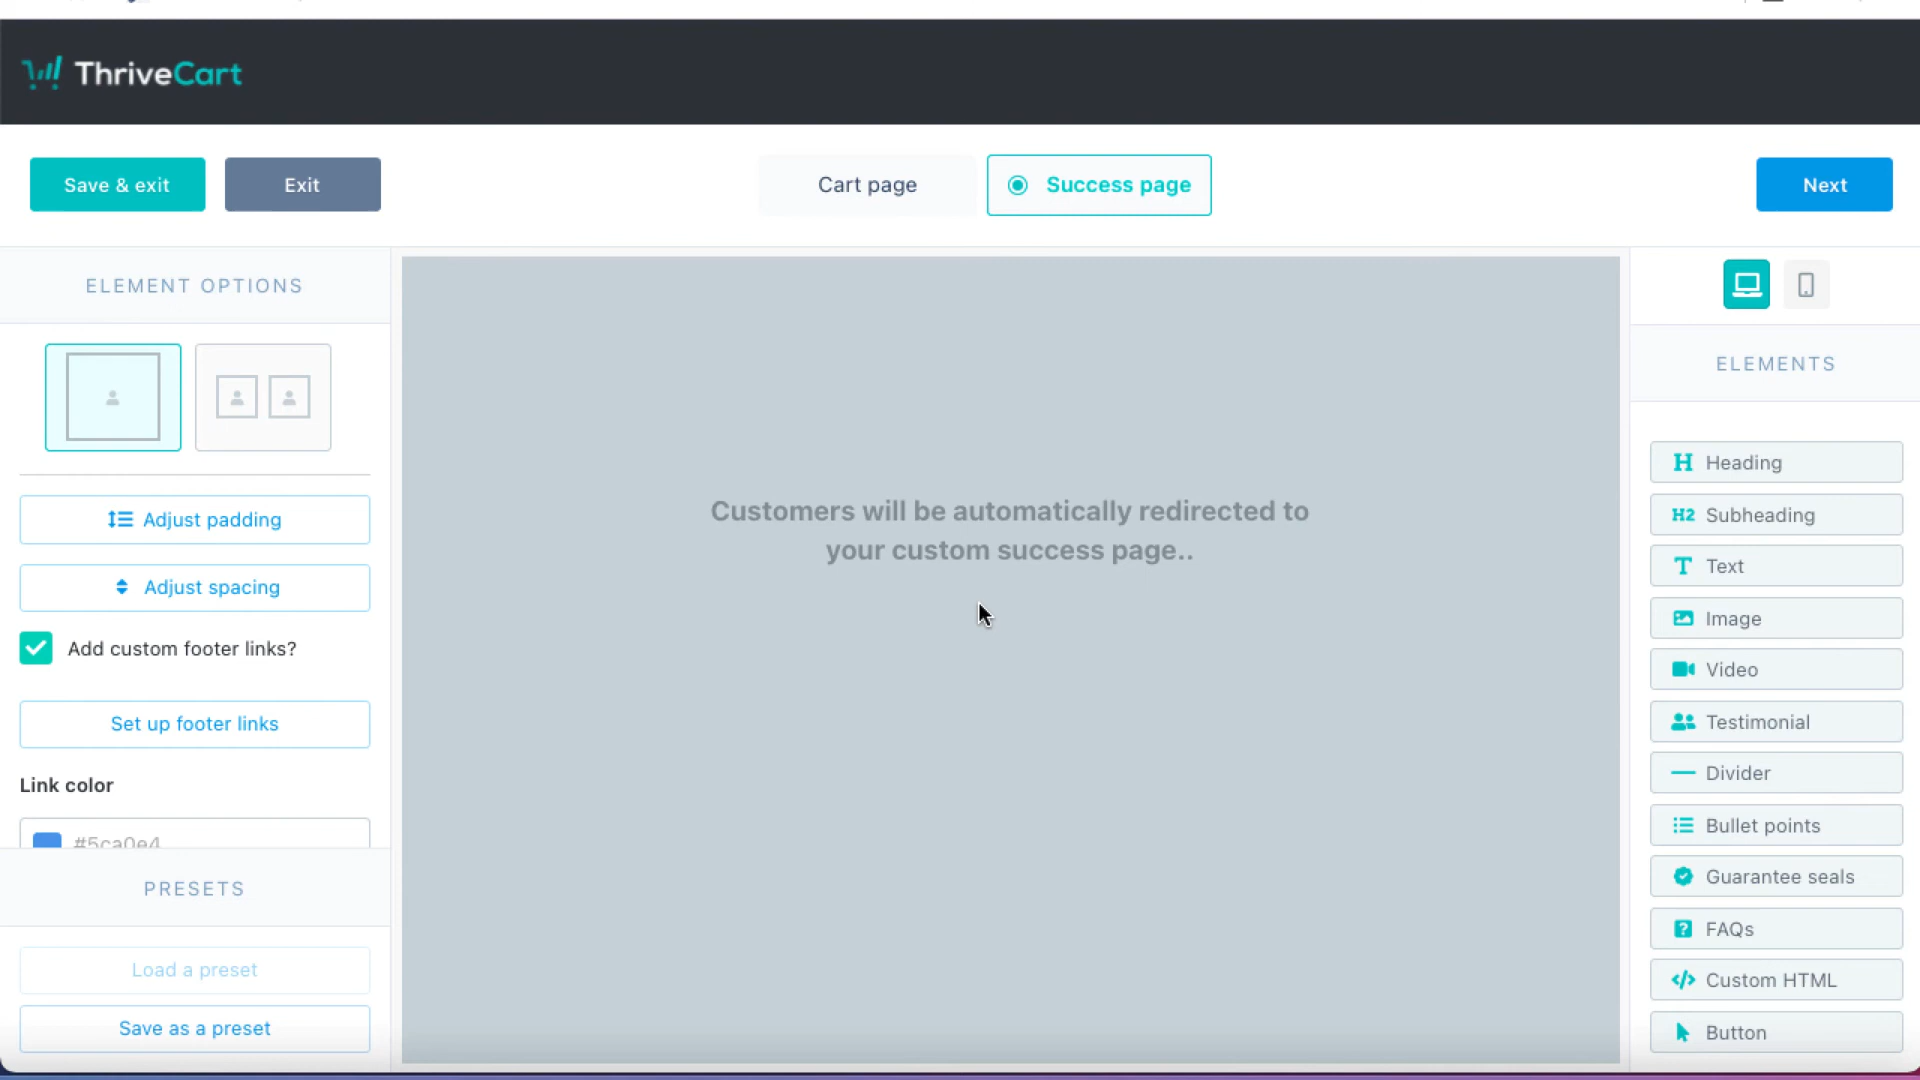 ThriveCart
Save & exit
Exit
Cart page
Success page
Next
ELEMENT OPTIONS
Adjust padding
Adjust spacing
Add custom footer links?
Set up footer links
Link color
#5ca0e4
PRESETS
Load a preset
Save as a preset
Customers will be automatically redirected to
your custom success page..
ELEMENTS
H Heading
H2 Subheading
T Text
Image
Video
Testimonial
Divider
Bullet points
Guarantee seals
? FAQs
</> Custom HTML
Button